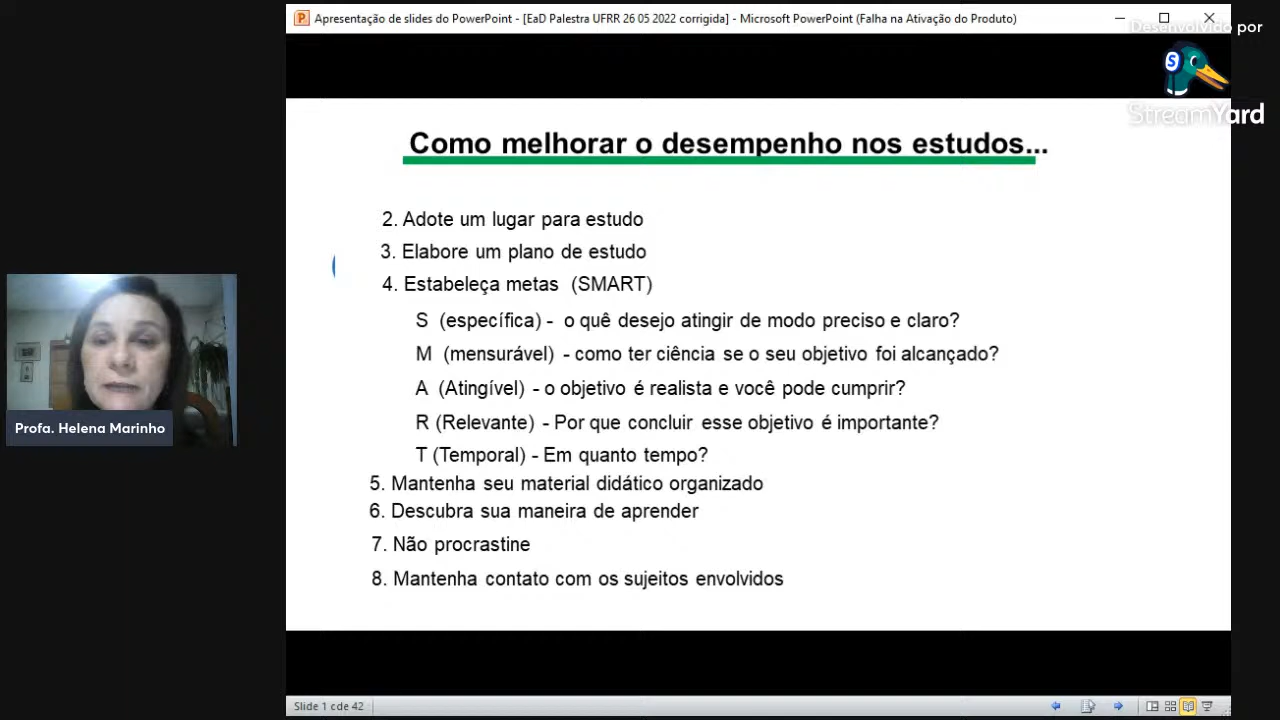 Apresentação de slides do PowerPoint - [EaD Palestra UFRR 26 05 2022 corrigida] - Microsoft PowerPoint (Falha na Ativação do Produto)
Desenvolvido por
S
StreamYard
Como melhorar o desempenho nos estudos...
2. Adote um lugar para estudo
3. Elabore um plano de estudo
4. Estabeleça metas (SMART)
S (específica) - o quê desejo atingir de modo preciso e claro?
M (mensurável) - como ter ciência se o seu objetivo foi alcançado?
A (Atingível) - o objetivo é realista e você pode cumprir?
R (Relevante) - Por que concluir esse objetivo é importante?
T (Temporal) - Em quanto tempo?
5. Mantenha seu material didático organizado
6. Descubra sua maneira de aprender
7. Não procrastine
8. Mantenha contato com os sujeitos envolvidos
Profa. Helena Marinho
Slide 1 cde 42